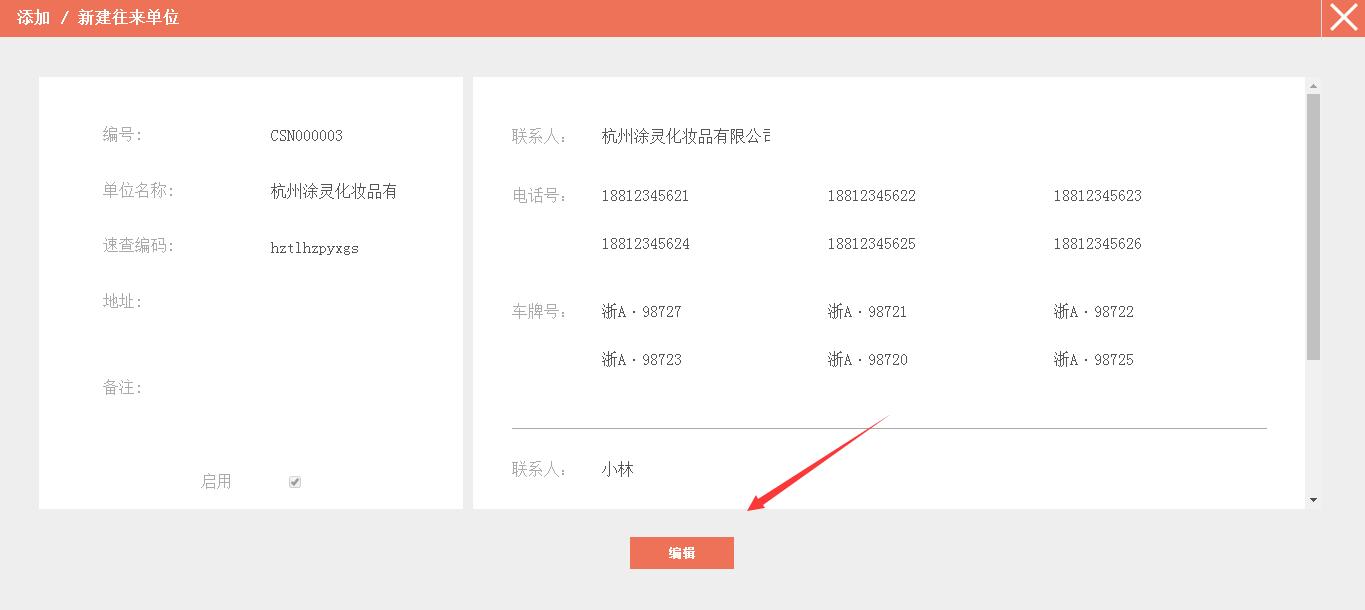 添加 / 新建往来单位
编号: CSN000003
单位名称: 杭州涂灵化妆品有
速查编码: hztlhzpyxgs
地址:
备注:
启用
联系人: 杭州涂灵化妆品有限公司
电话号: 18812345621 18812345622 18812345623
18812345624 18812345625 18812345626
车牌号: 浙A·98727 浙A·98721 浙A·98722
浙A·98723 浙A·98720 浙A·98725
联系人: 小林
编辑